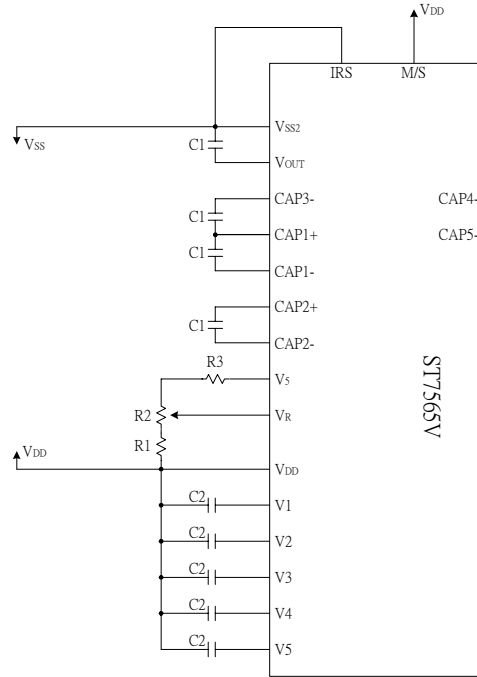 VDD
IRS M/S
VSS
C1
VSS2
VOUT
C1
C1
CAP3-
CAP1+
CAP1-
CAP4-
CAP5-
C1
CAP2+
CAP2-
R3
V5
R2
VR
R1
VDD
VDD
C2
V1
C2
V2
C2
V3
C2
V4
C2
V5
ST7565V